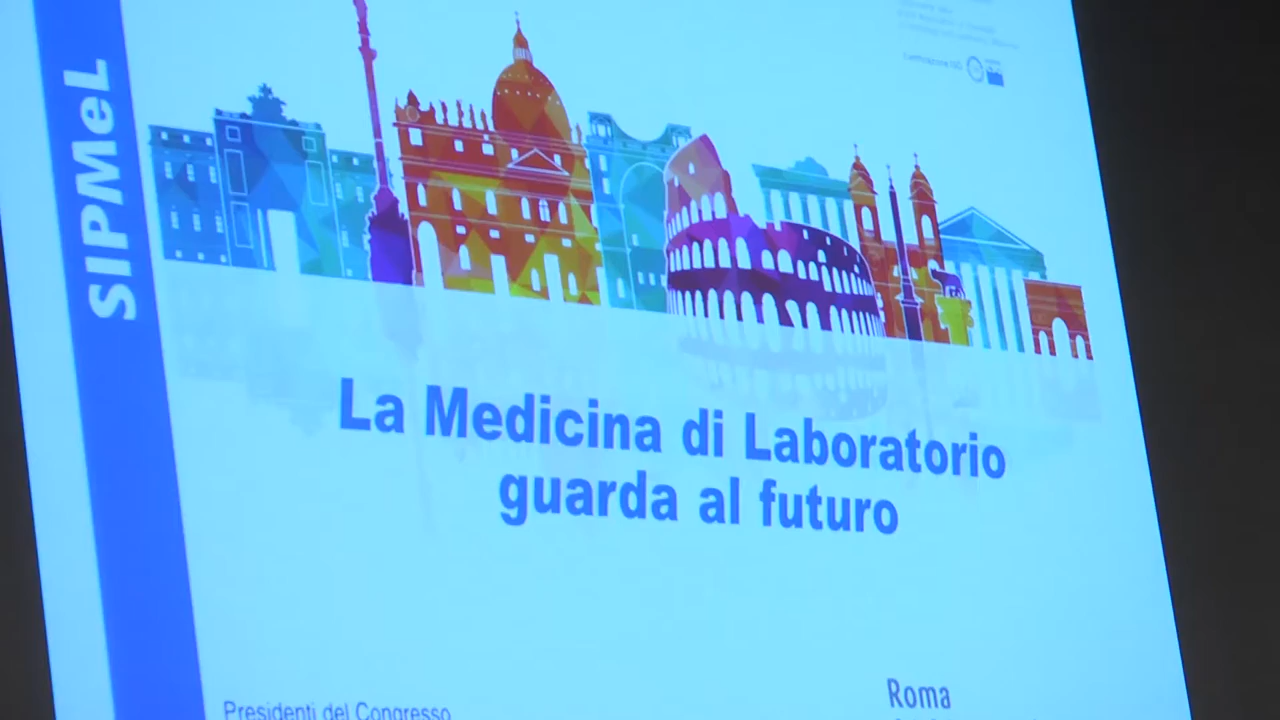 SIPMeL
La Medicina di Laboratorio
guarda al futuro
Roma
Presidenti del Congresso